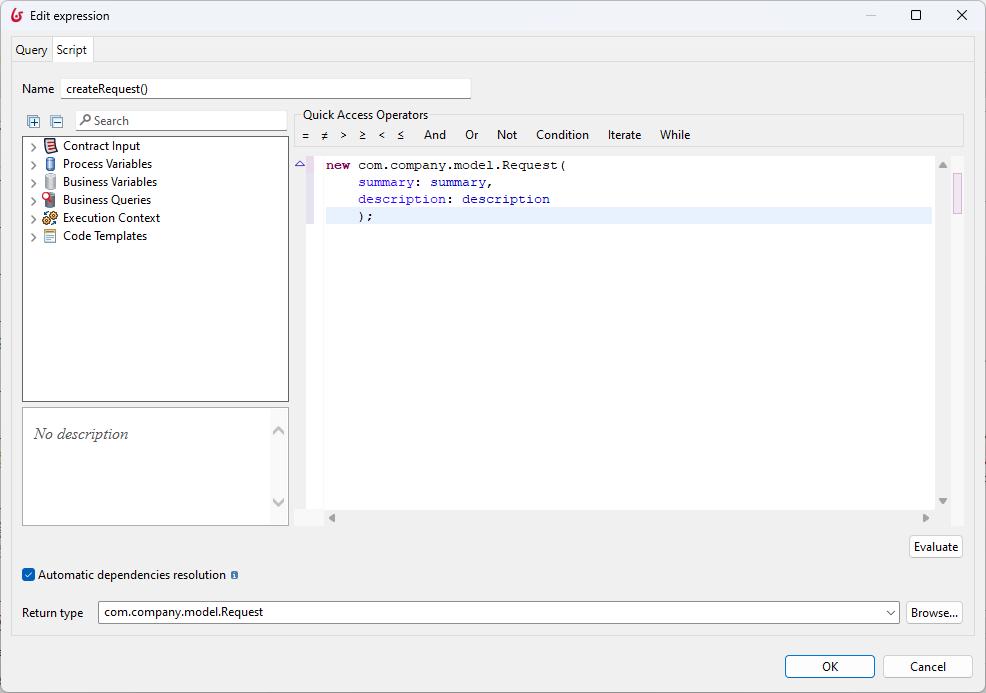 Edit expression
Query Script
Name createRequest()
Search
Quick Access Operators
= ≠ > ≥ < ≤ And Or Not Condition Iterate While
Contract Input
Process Variables
Business Variables
Business Queries
Execution Context
Code Templates
new com.company.model.Request(
summary: summary,
description: description
);
No description
Evaluate
Automatic dependencies resolution
Return type com.company.model.Request Browse...
OK Cancel